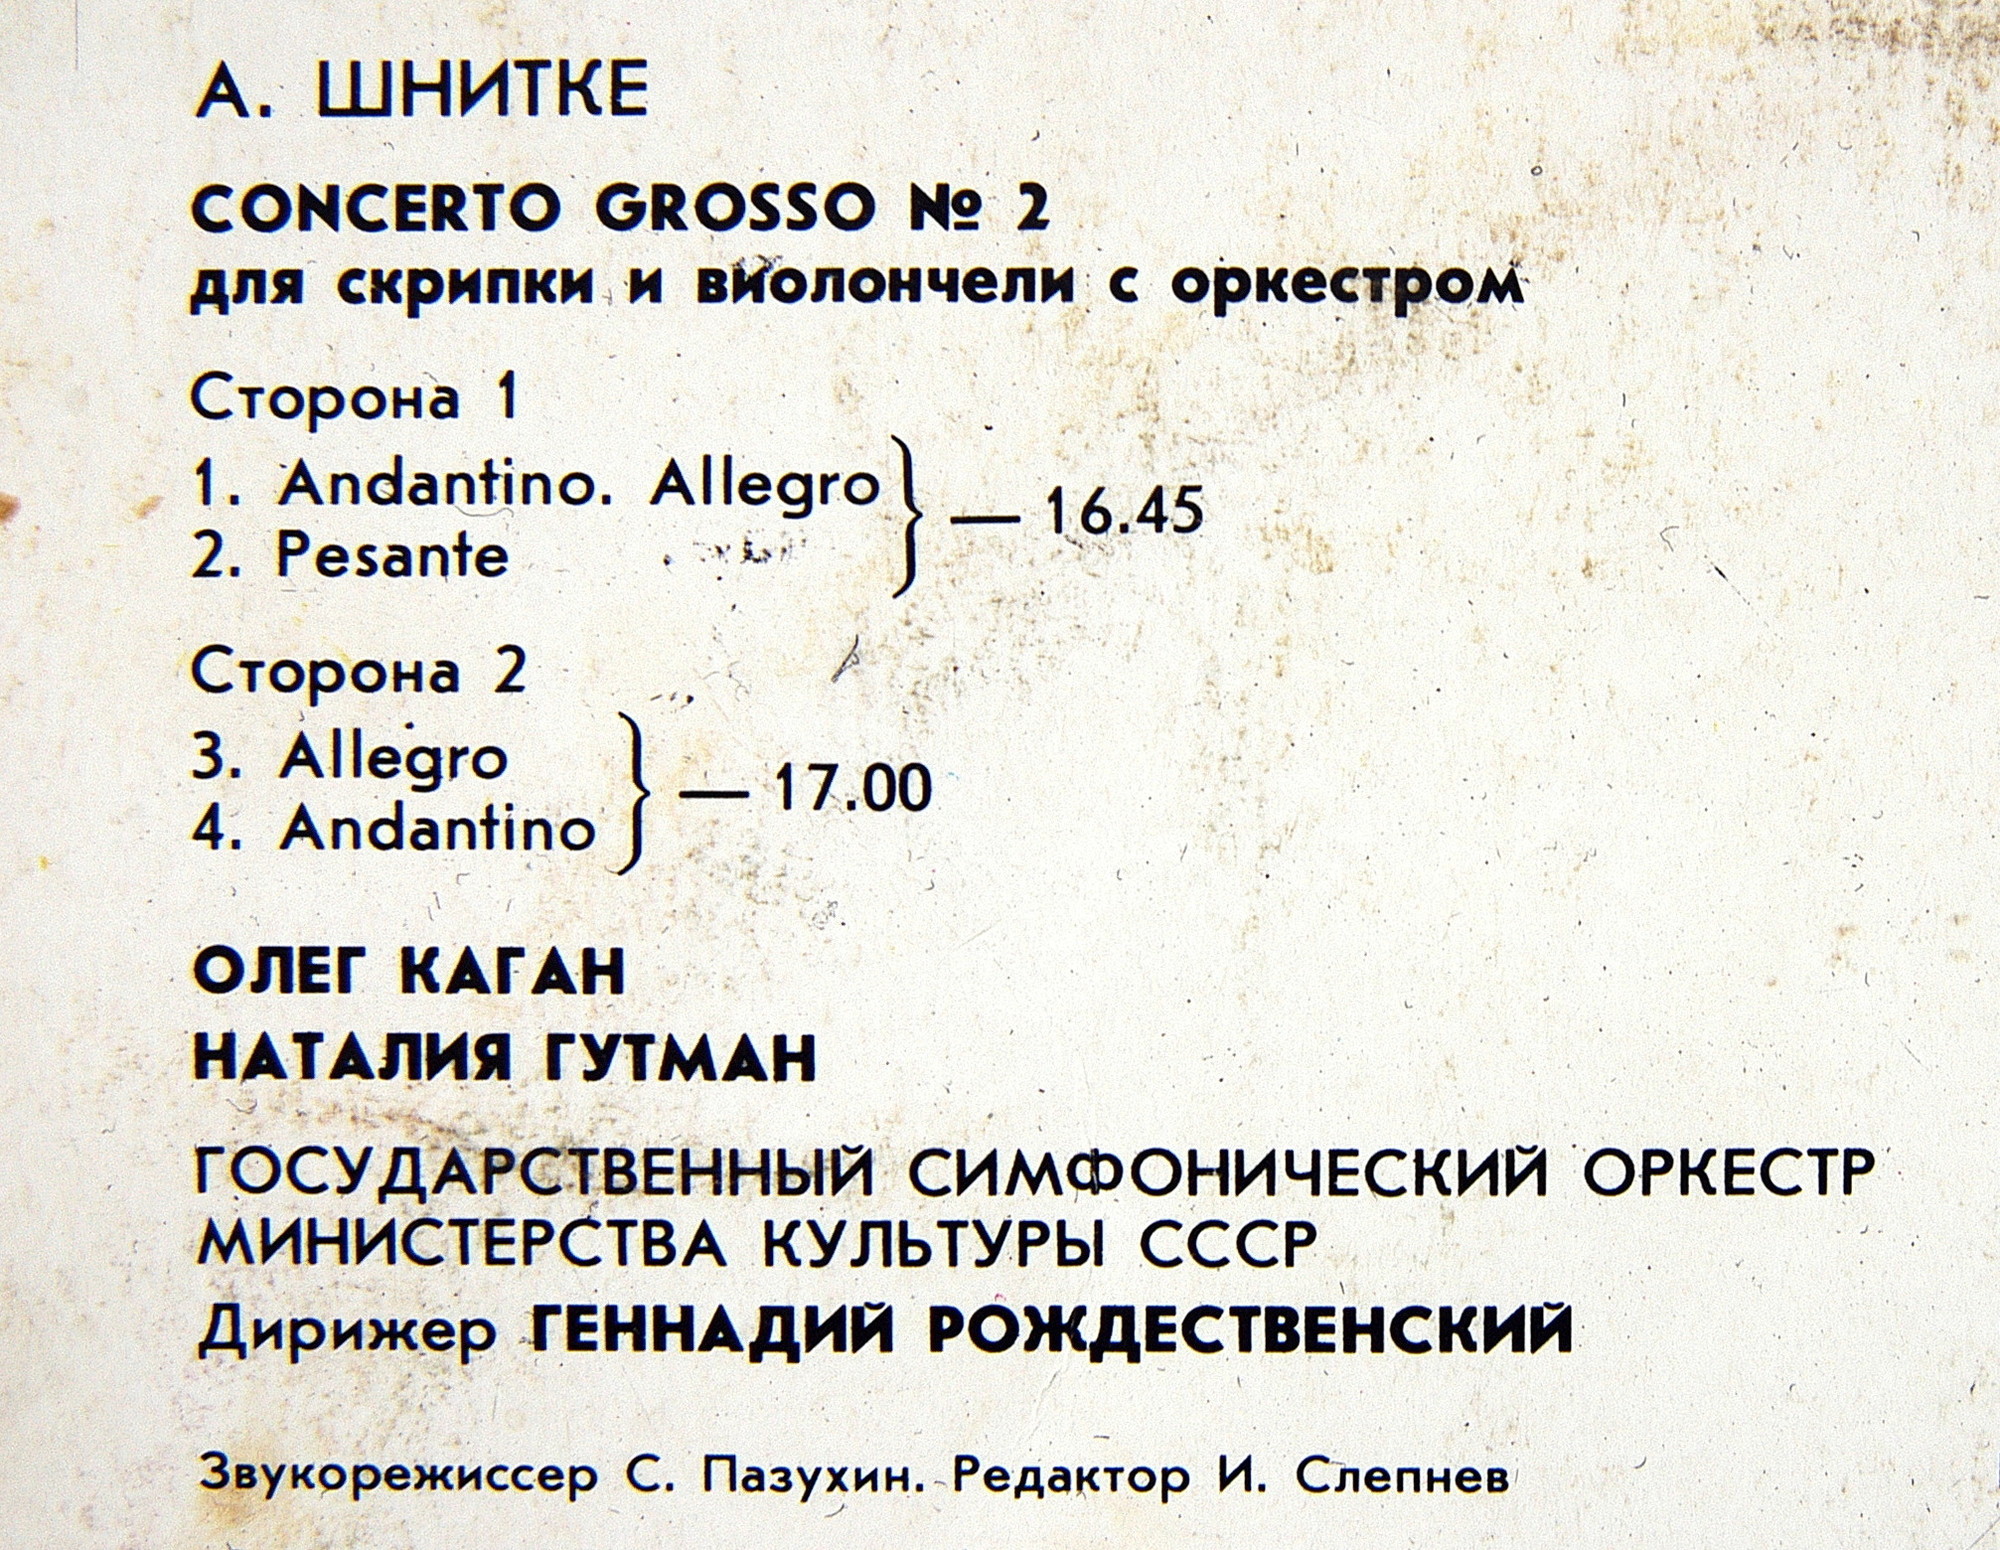 А. ШНИТКЕ
CONCERTO GROSSO № 2
для скрипки и виолончели с оркестром
Сторона 1
1. Andantino. Allegro
2. Pesante
— 16.45
Сторона 2
3. Allegro
4. Andantino
— 17.00
ОЛЕГ КАГАН
НАТАЛИЯ ГУТМАН
ГОСУДАРСТВЕННЫЙ СИМФОНИЧЕСКИЙ ОРКЕСТР
МИНИСТЕРСТВА КУЛЬТУРЫ СССР
Дирижер ГЕННАДИЙ РОЖДЕСТВЕНСКИЙ
Звукорежиссер С. Пазухин. Редактор И. Слепнев